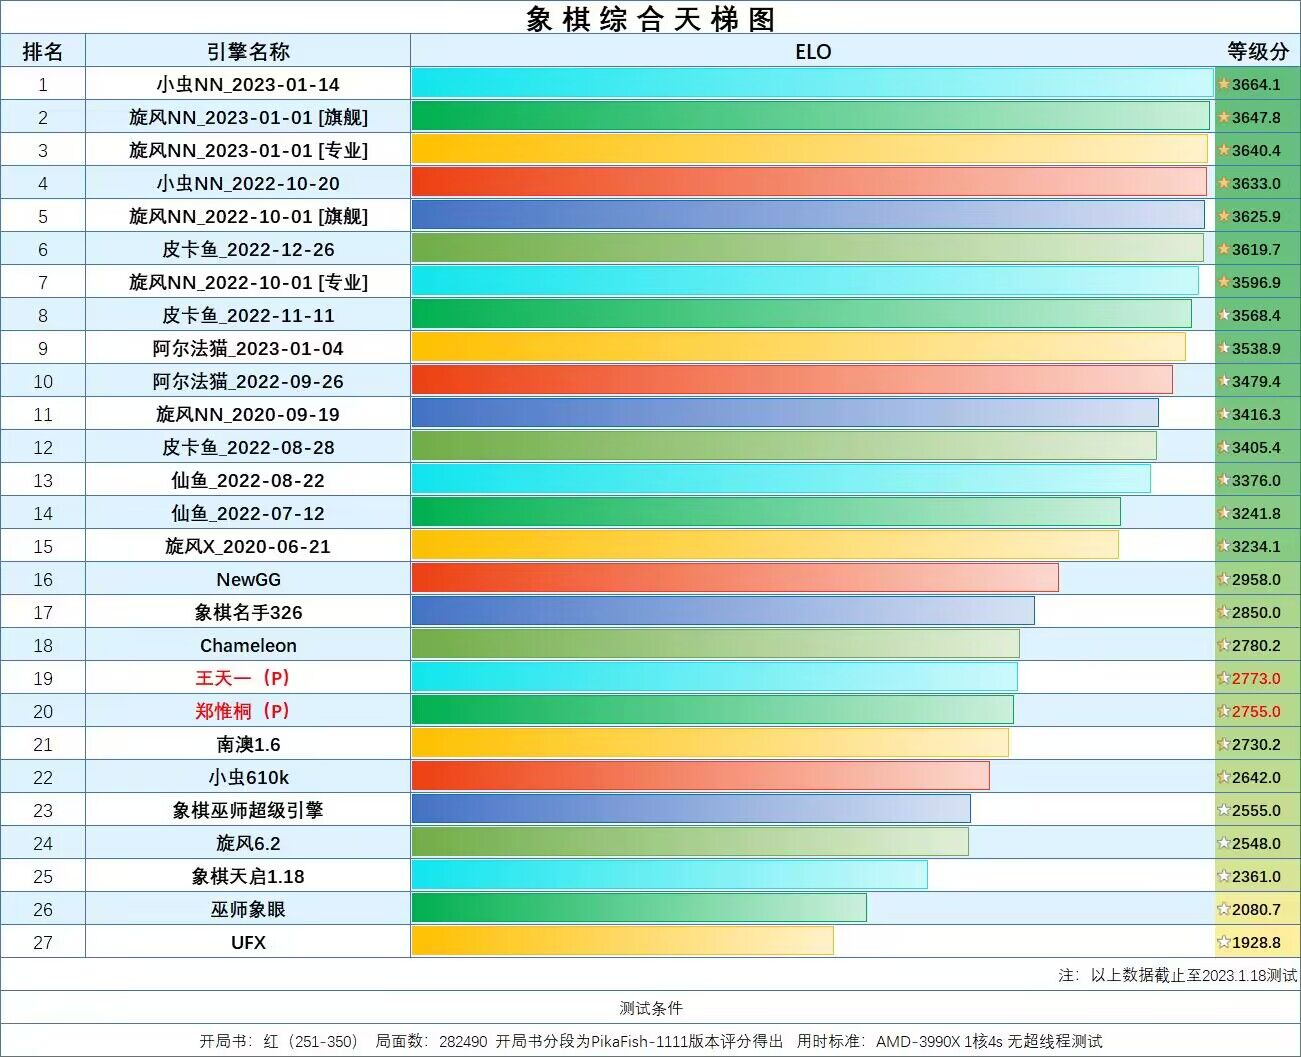 象棋综合天梯图
排名 引擎名称 ELO 等级分
1 小虫NN_2023-01-14 3664.1
2 旋风NN_2023-01-01 [旗舰] 3647.8
3 旋风NN_2023-01-01 [专业] 3640.4
4 小虫NN_2022-10-20 3633.0
5 旋风NN_2022-10-01 [旗舰] 3625.9
6 皮卡鱼_2022-12-26 3619.7
7 旋风NN_2022-10-01 [专业] 3596.9
8 皮卡鱼_2022-11-11 3568.4
9 阿尔法猫_2023-01-04 3538.9
10 阿尔法猫_2022-09-26 3479.4
11 旋风NN_2020-09-19 3416.3
12 皮卡鱼_2022-08-28 3405.4
13 仙鱼_2022-08-22 3376.0
14 仙鱼_2022-07-12 3241.8
15 旋风X_2020-06-21 3234.1
16 NewGG 2958.0
17 象棋名手326 2850.0
18 Chameleon 2780.2
19 王天一（P） 2773.0
20 郑惟桐（P） 2755.0
21 南澳1.6 2730.2
22 小虫610k 2642.0
23 象棋巫师超级引擎 2555.0
24 旋风6.2 2548.0
25 象棋天启1.18 2361.0
26 巫师象眼 2080.7
27 UFX 1928.8
注：以上数据截止至2023.1.18测试
测试条件
开局书：红（251-350） 局面数：282490 开局书分段为PikaFish-1111版本评分得出 用时标准：AMD-3990X 1核4s 无超线程测试